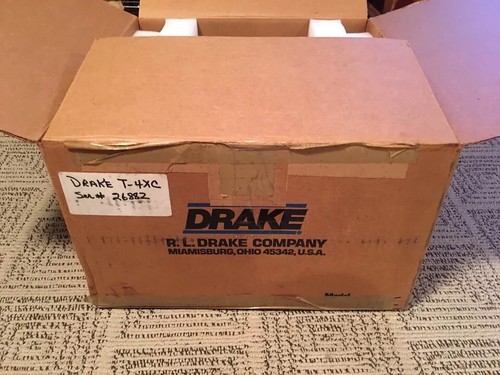 DRAKE T-4XC
Ser # 26882
DRAKE
R. L. DRAKE COMPANY
MIAMISBURG, OHIO 45342, U.S.A.
Model